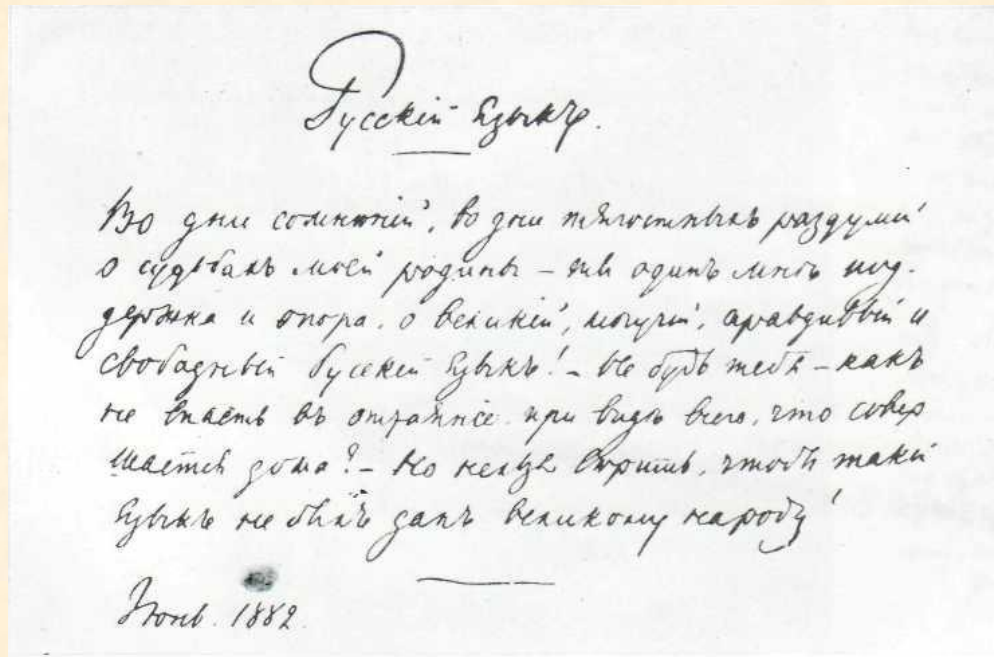 Русскій языкъ.
Во дни сомнѣній, во дни тягостныхъ раздумій
о судьбахъ моей родины – ты одинъ мнѣ под-
держка и опора, о великій, могучій, правдивый и
свободный Русскій языкъ! – Не будь тебя – какъ
не впасть въ отчаяніе при видѣ всего, что совер
шается дома? – Но нельзя вѣрить, чтобы такой
языкъ не былъ данъ великому народу!
Июнь. 1882.